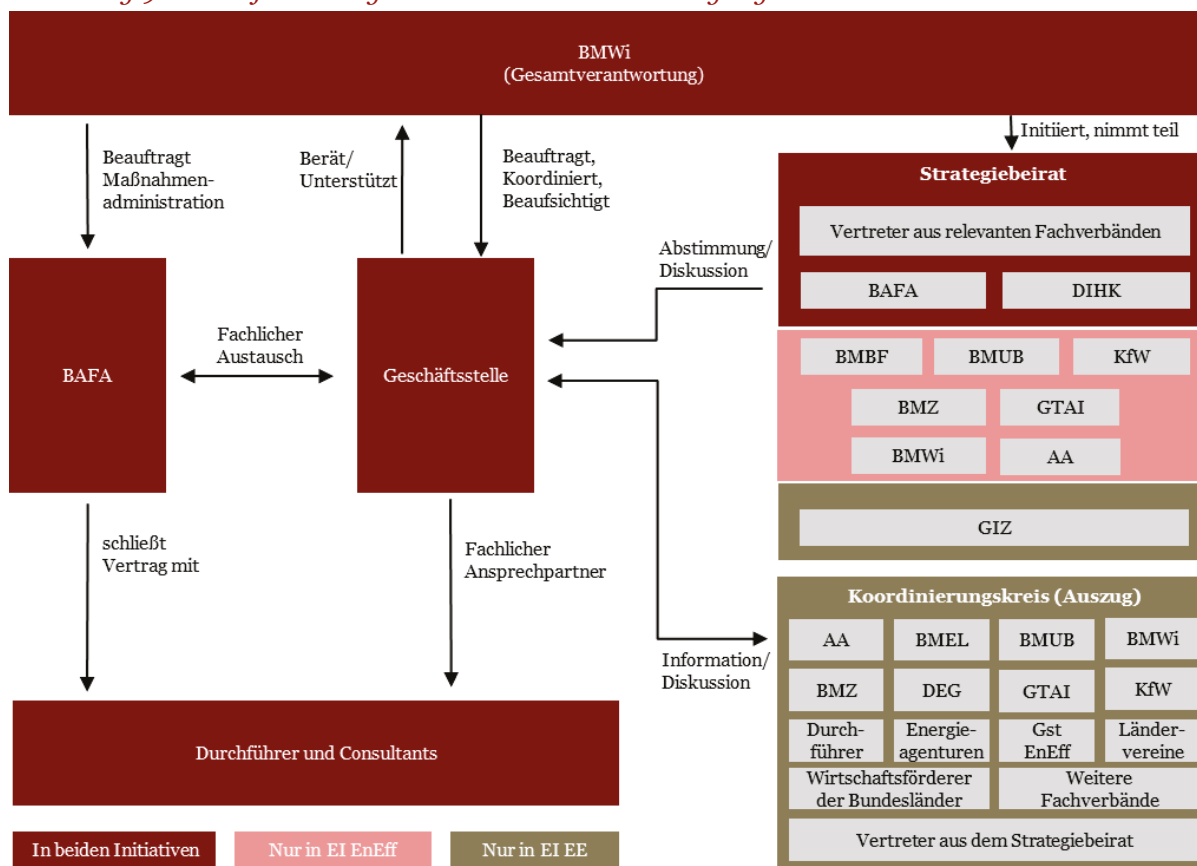 BMWi
(Gesamtverantwortung)
Beauftragt
Maßnahmen-
administration
Berät/
Unterstützt
Beauftragt,
Koordiniert,
Beaufsichtigt
Initiiert, nimmt teil
Strategiebeirat
Vertreter aus relevanten Fachverbänden
BAFA
DIHK
Abstimmung/
Diskussion
BMBF
BMUB
KfW
BMZ
GTAI
BMWi
AA
GIZ
BAFA
Fachlicher
Austausch
Geschäftsstelle
schließt
Vertrag mit
Fachlicher
Ansprechpartner
Information/
Diskussion
Koordinierungskreis (Auszug)
AA
BMEL
BMUB
BMWi
BMZ
DEG
GTAI
KfW
Durch-
führer
Energie-
agenturen
Gst
EnEff
Länder-
vereine
Wirtschaftsförderer
der Bundesländer
Weitere
Fachverbände
Vertreter aus dem Strategiebeirat
Durchführer und Consultants
In beiden Initiativen
Nur in EI EnEff
Nur in EI EE